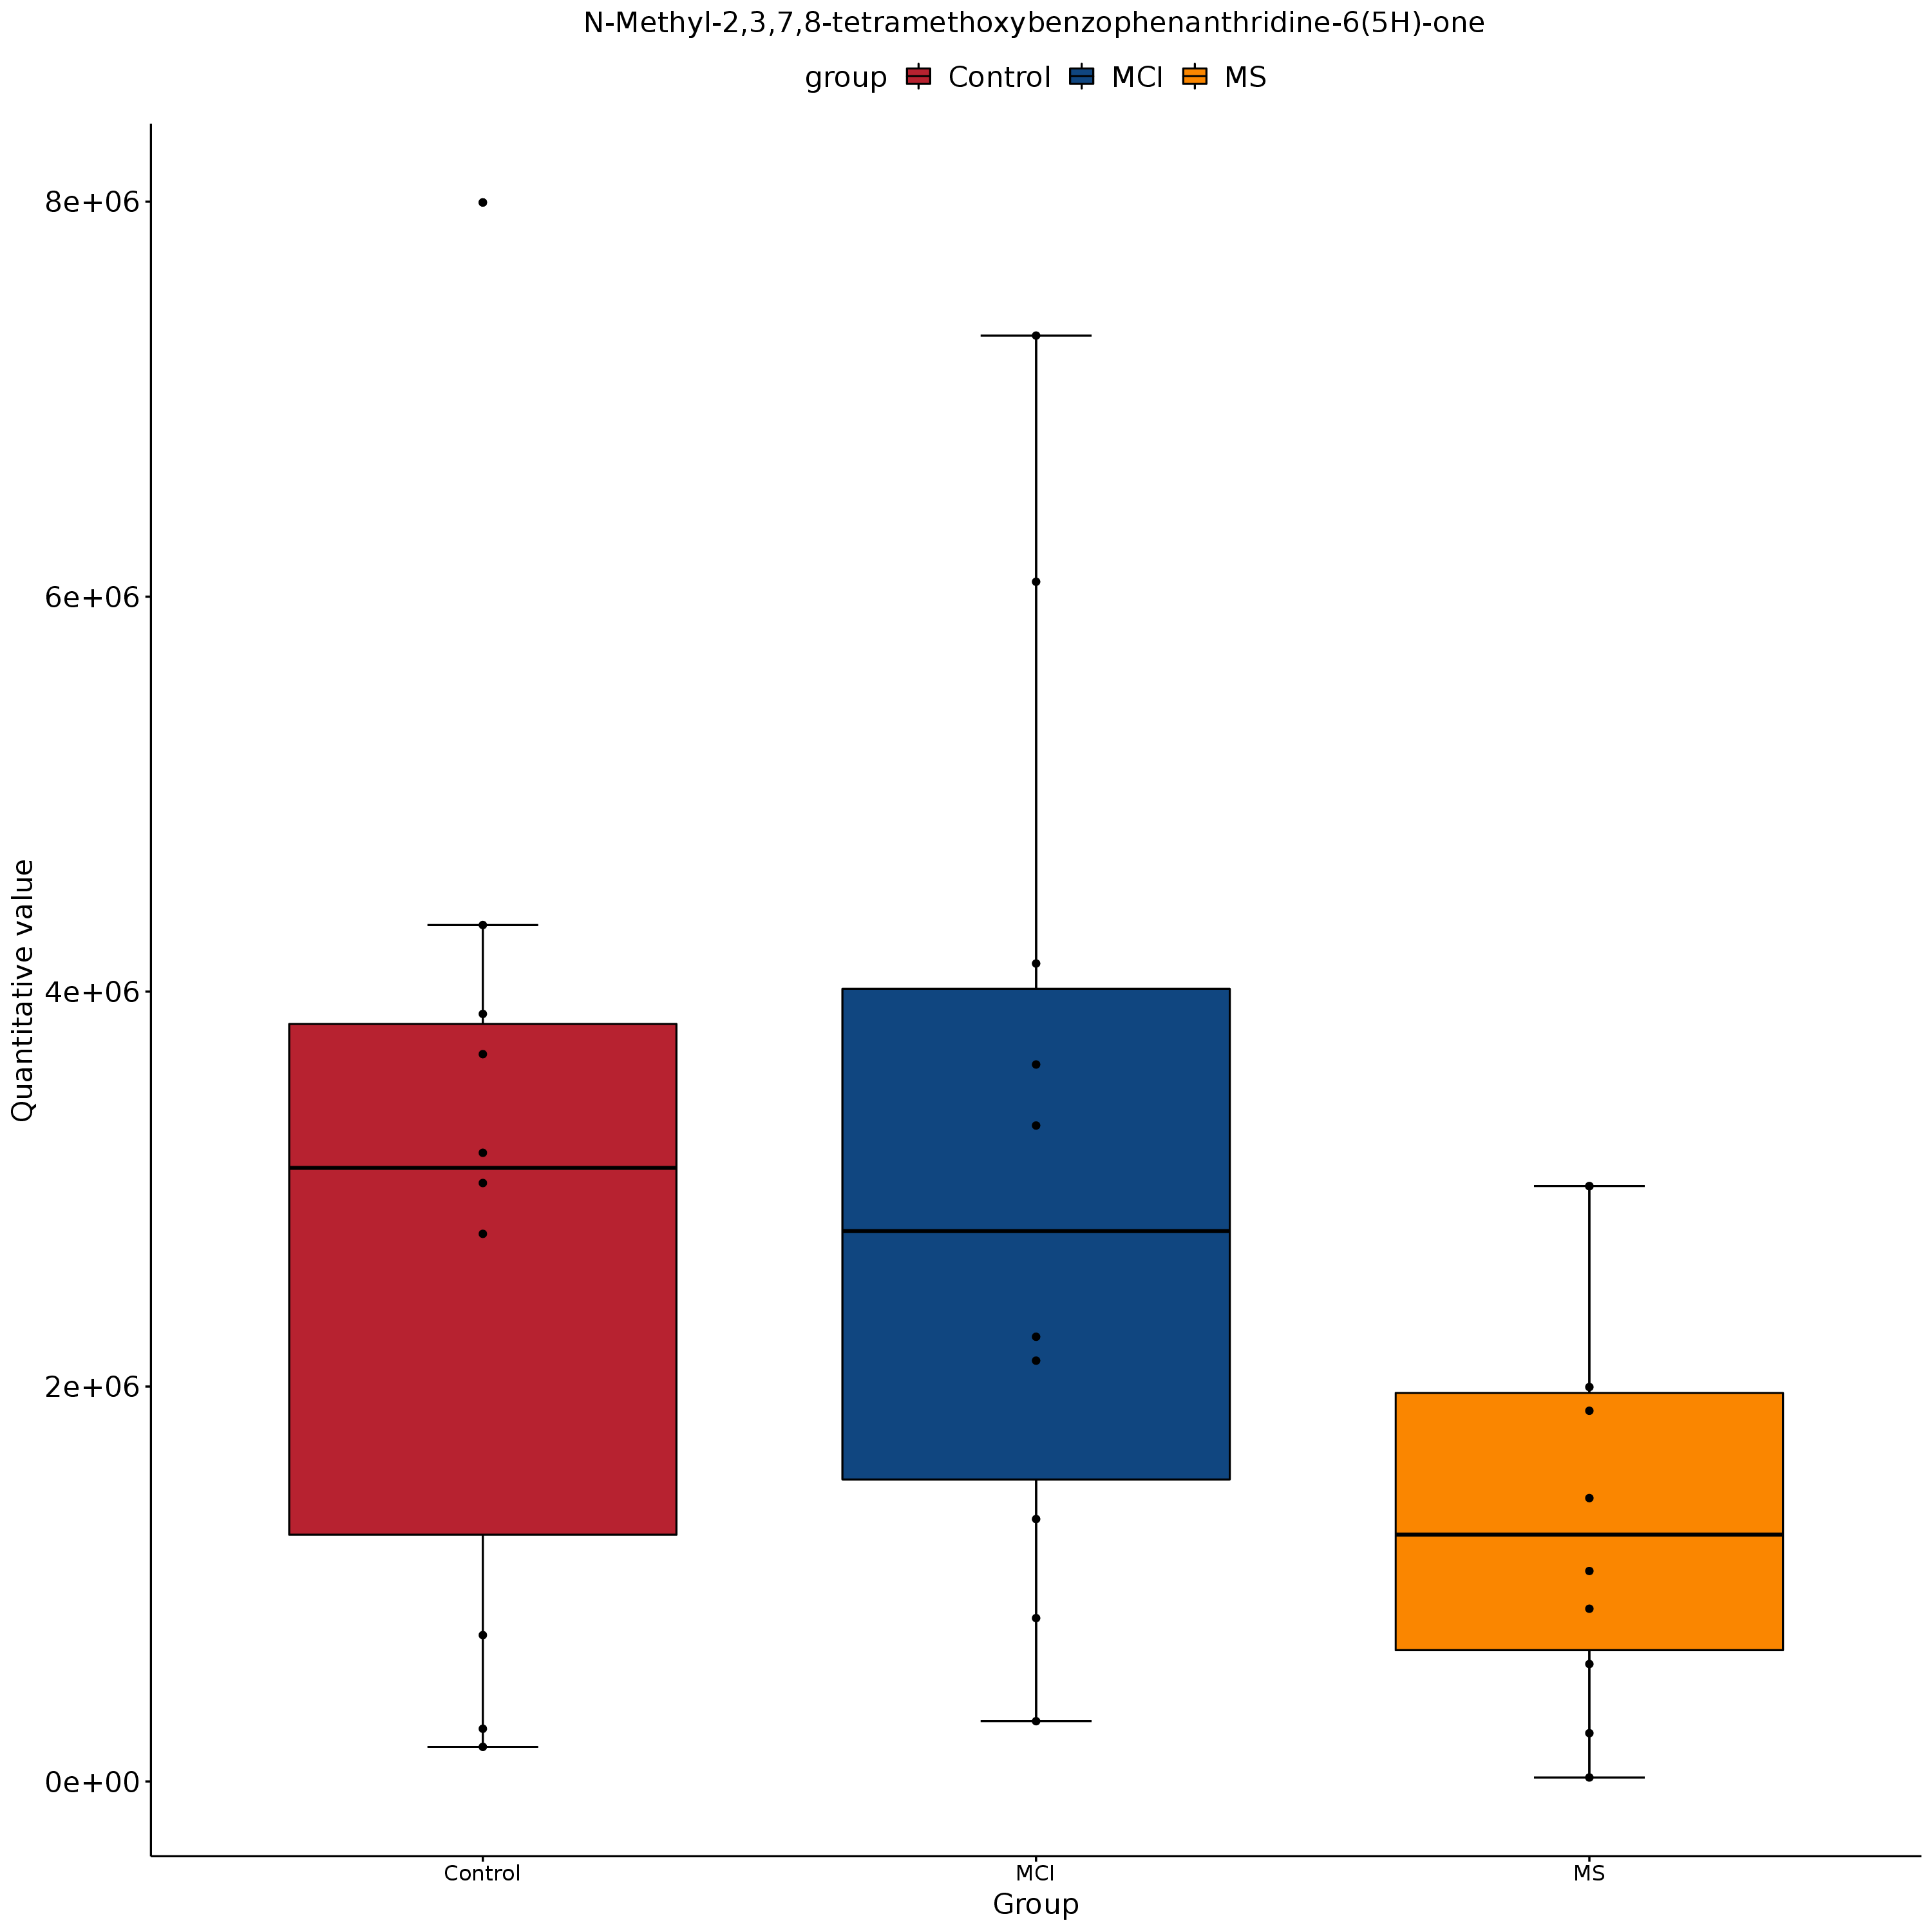 N-Methyl-2,3,7,8-tetramethoxybenzophenanthridine-6(5H)-one
group Control MCI MS
Quantitative value
8e+06
6e+06
4e+06
2e+06
0e+00
Control MCI MS
Group